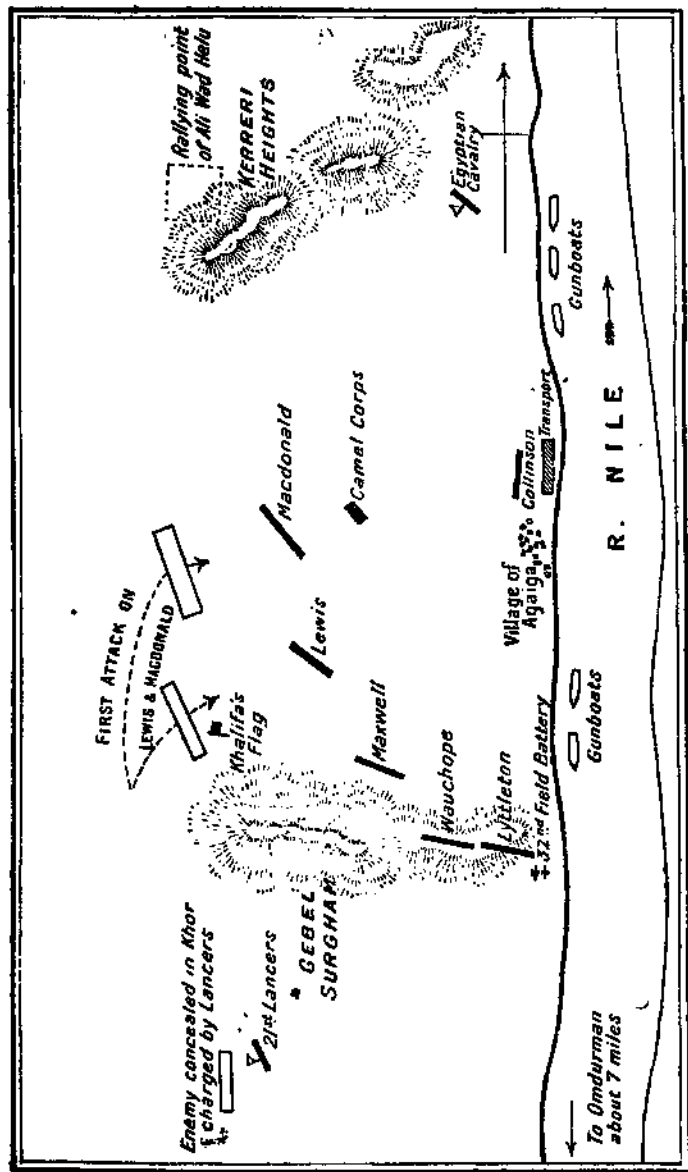 Enemy concealed in Khor
charged by Lancers
21st Lancers
GEBEL
SURGHAM
FIRST ATTACK ON
LEWIS & MACDONALD
Khalifa's
Flag
Rallying point
of Ali Wad Helu
KERRERI
HEIGHTS
Macdonald
Camel Corps
Lewis
Maxwell
Wauchope
Lyttleton
32nd Field Battery
Egyptian
Cavalry
Village of
Agaiga
Collinson
Transport
Gunboats
Gunboats
R. NILE
To Omdurman
about 7 miles